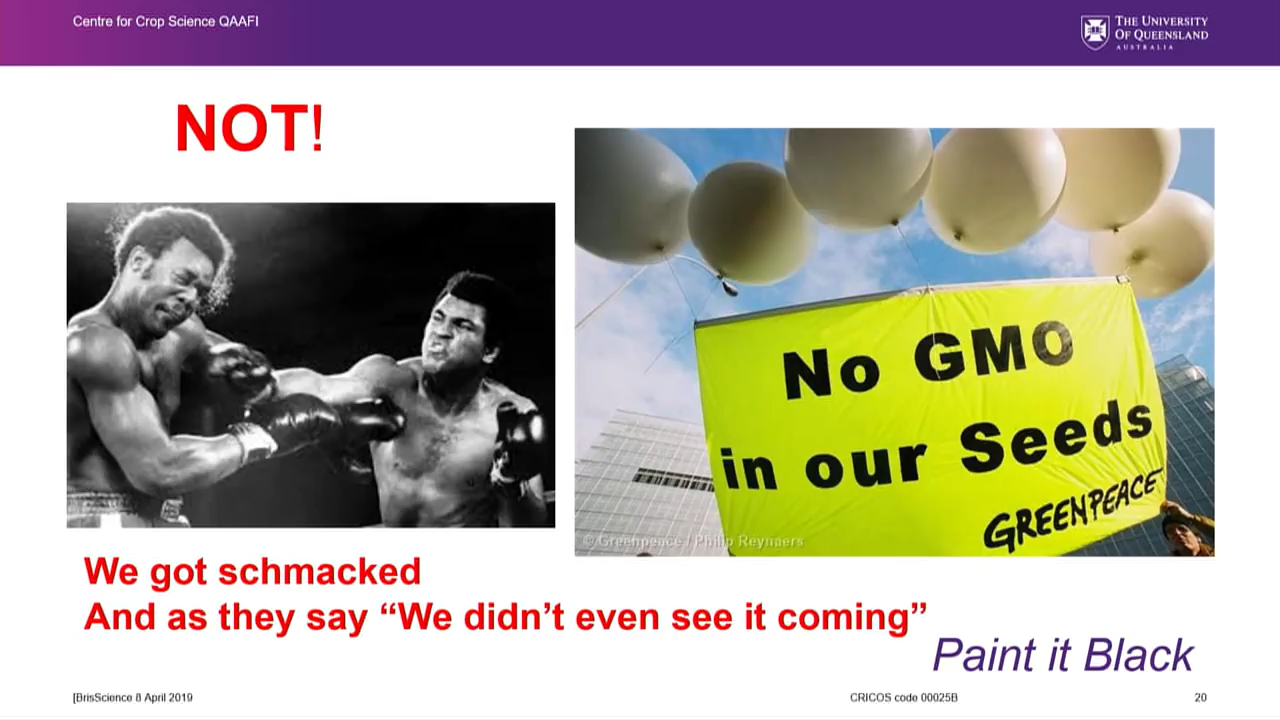 Centre for Crop Science QAAFI
THE UNIVERSITY
OF QUEENSLAND
AUSTRALIA
NOT!
No GMO
in our Seeds
GREENPEACE
© Greenpeace / Philip Reynaers
We got schmacked
And as they say “We didn’t even see it coming”
Paint it Black
[BrisScience 8 April 2019
CRICOS code 00025B
20